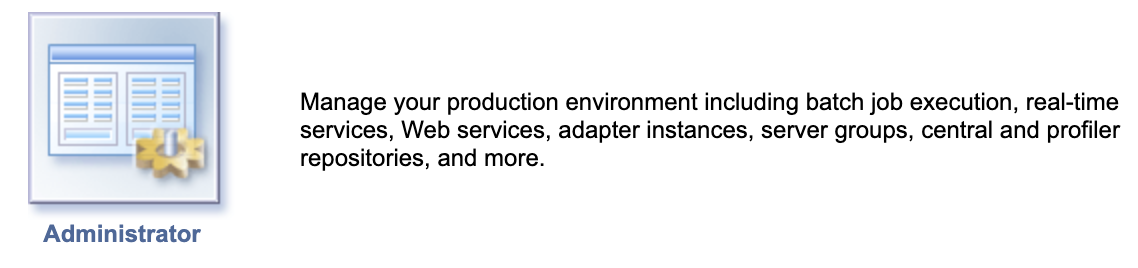 Manage your production environment including batch job execution, real-time
services, Web services, adapter instances, server groups, central and profiler
repositories, and more.
Administrator